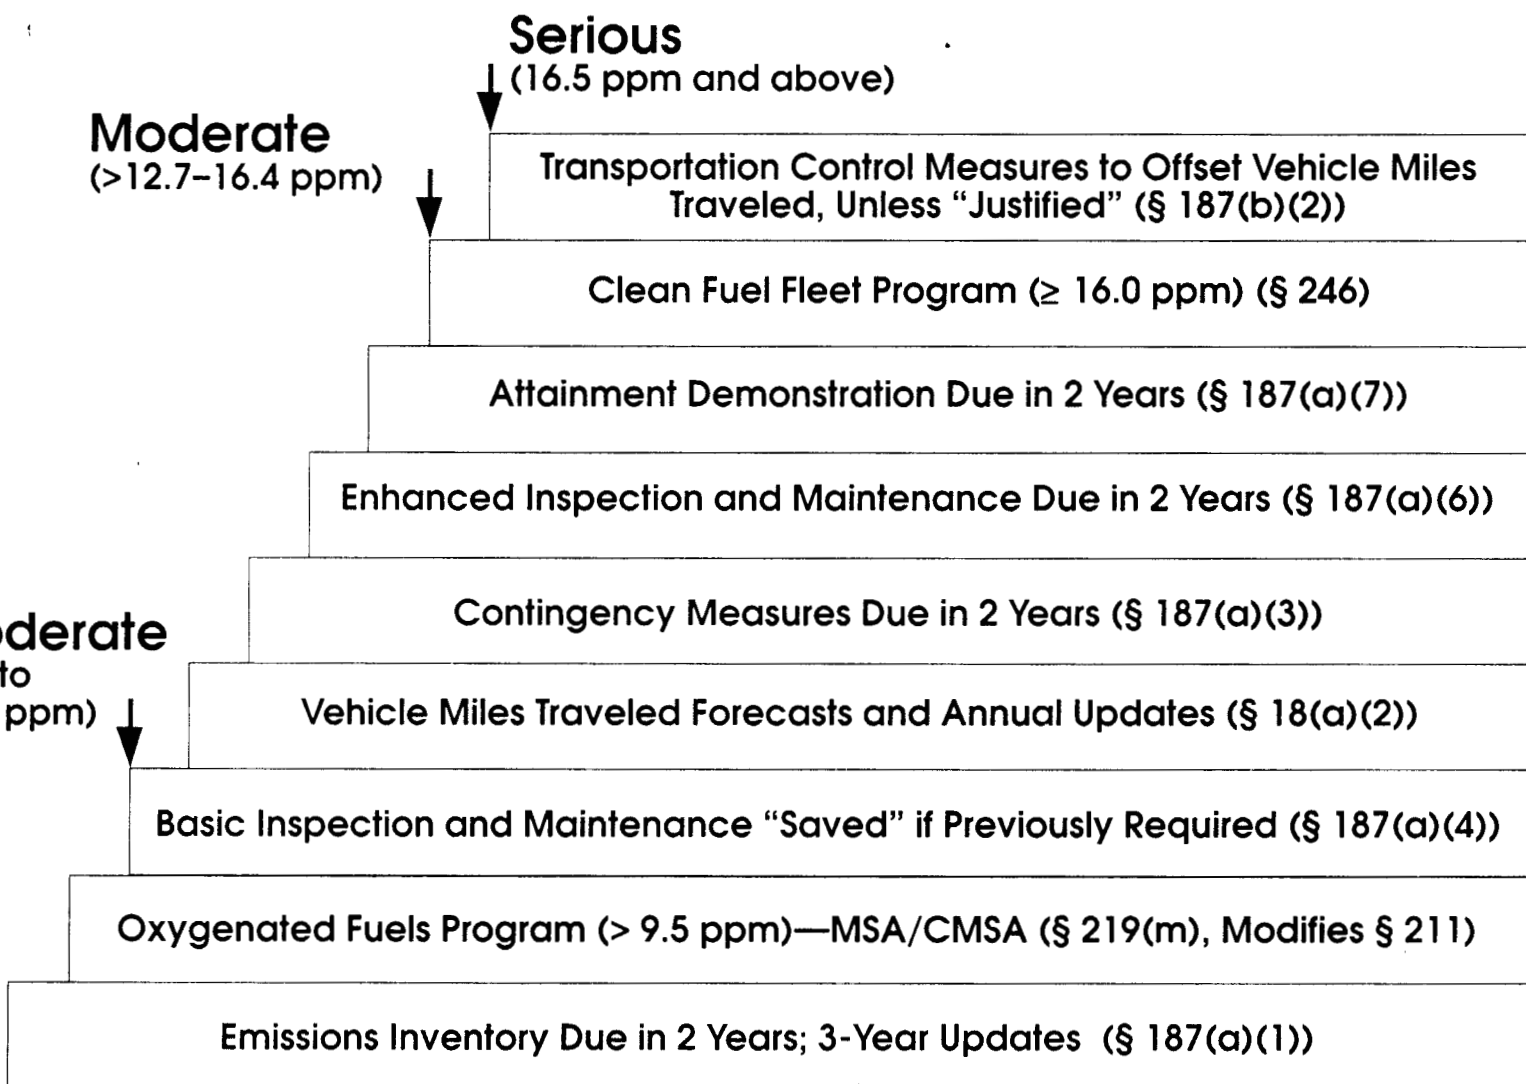 Serious
(16.5 ppm and above)
Moderate
(>12.7–16.4 ppm)
Transportation Control Measures to Offset Vehicle Miles
Traveled, Unless “Justified” (§ 187(b)(2))
Clean Fuel Fleet Program (≥ 16.0 ppm) (§ 246)
Attainment Demonstration Due in 2 Years (§ 187(a)(7))
Enhanced Inspection and Maintenance Due in 2 Years (§ 187(a)(6))
Contingency Measures Due in 2 Years (§ 187(a)(3))
derate
to
ppm)
Vehicle Miles Traveled Forecasts and Annual Updates (§ 18(a)(2))
Basic Inspection and Maintenance “Saved” if Previously Required (§ 187(a)(4))
Oxygenated Fuels Program (> 9.5 ppm)—MSA/CMSA (§ 219(m), Modifies § 211)
Emissions Inventory Due in 2 Years; 3-Year Updates (§ 187(a)(1))